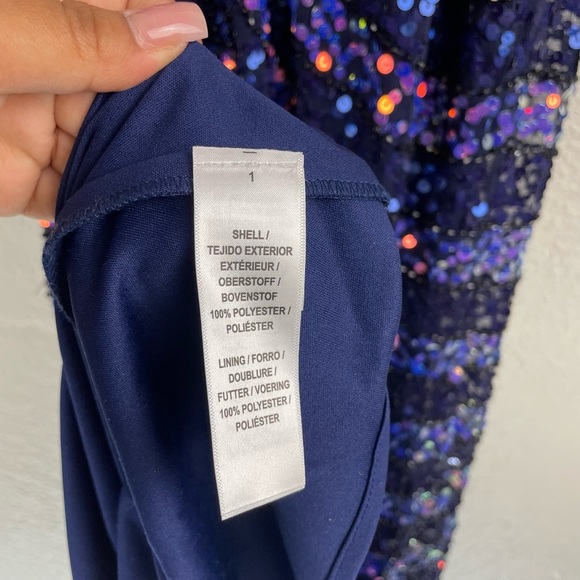 1
SHELL /
TEJIDO EXTERIOR
EXTÉRIEUR /
OBERSTOFF /
BOVENSTOF
100% POLYESTER /
POLIÉSTER
LINING / FORRO /
DOUBLURE /
FUTTER / VOERING
100% POLYESTER /
POLIÉSTER